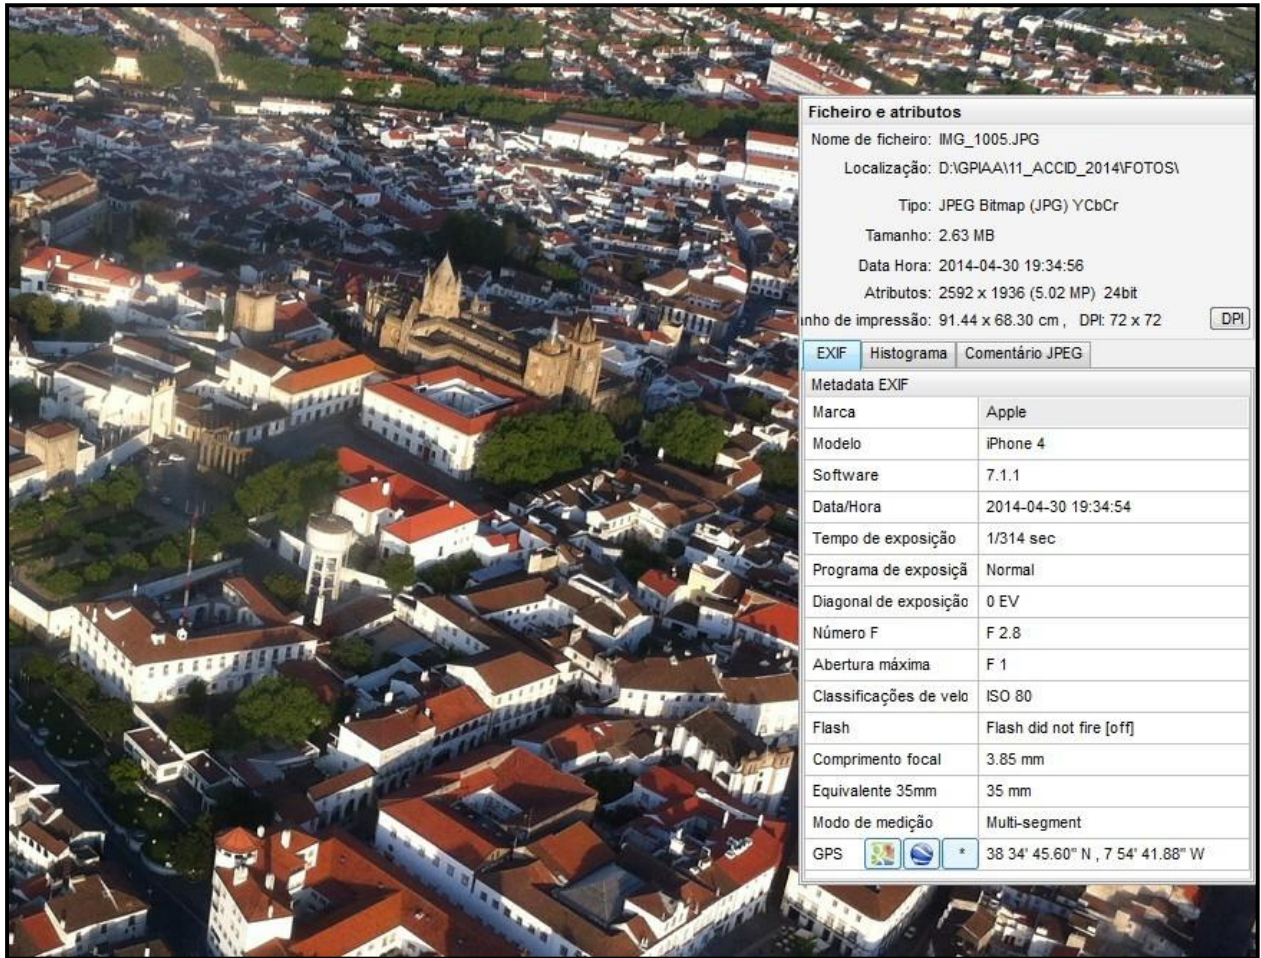 Ficheiro e atributos
Nome de ficheiro: IMG_1005.JPG
Localização: D:\GPIAA\11_ACCID_2014\FOTOS\
Tipo: JPEG Bitmap (JPG) YCbCr
Tamanho: 2.63 MB
Data Hora: 2014-04-30 19:34:56
Atributos: 2592 x 1936 (5.02 MP) 24bit
nho de impressão: 91.44 x 68.30 cm , DPI: 72 x 72 DPI
EXIF Histograma Comentário JPEG
Metadata EXIF
Marca Apple
Modelo iPhone 4
Software 7.1.1
Data/Hora 2014-04-30 19:34:54
Tempo de exposição 1/314 sec
Programa de exposiçã Normal
Diagonal de exposição 0 EV
Número F F 2.8
Abertura máxima F 1
Classificações de velo ISO 80
Flash Flash did not fire [off]
Comprimento focal 3.85 mm
Equivalente 35mm 35 mm
Modo de medição Multi-segment
GPS * 38 34' 45.60" N , 7 54' 41.88" W